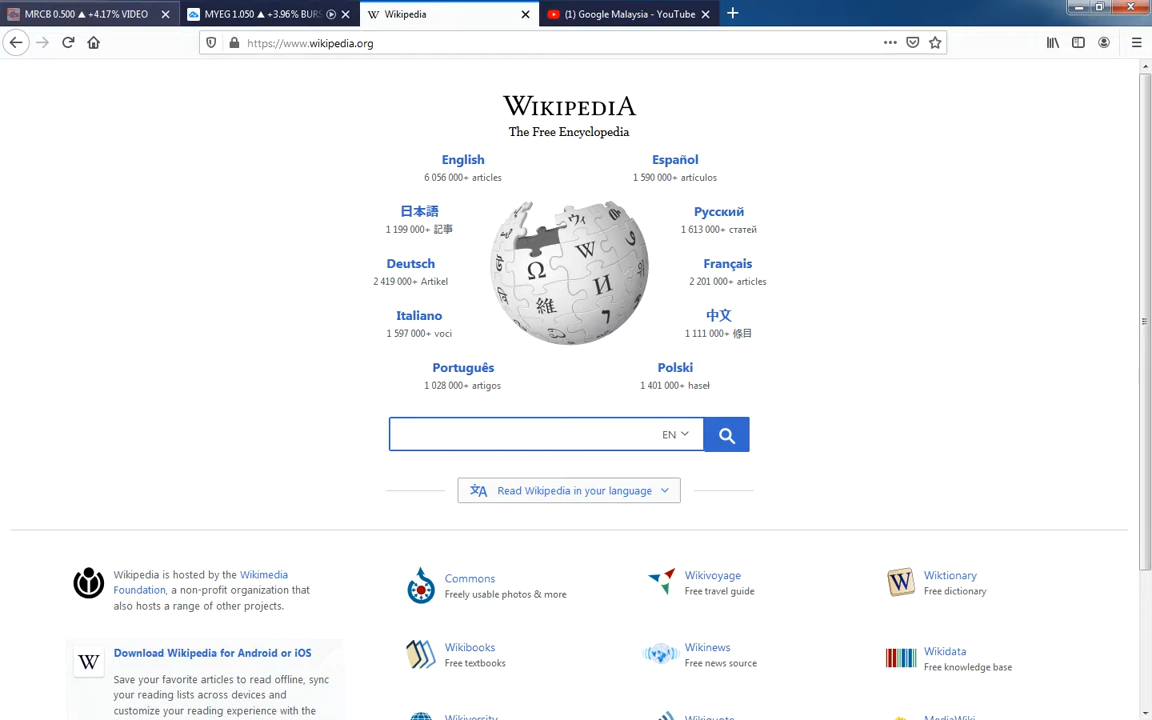 MRCB 0.500 ▲ +4.17% VIDEO
MYEG 1.050 ▲ +3.96% BURS
Wikipedia
(1) Google Malaysia - YouTube
https://www.wikipedia.org
WIKIPEDIA
The Free Encyclopedia
English
6 056 000+ articles
Español
1 590 000+ artículos
日本語
1 199 000+ 記事
Русский
1 613 000+ статей
Deutsch
2 419 000+ Artikel
Français
2 201 000+ articles
Italiano
1 597 000+ voci
中文
1 111 000+ 條目
Português
1 028 000+ artigos
Polski
1 401 000+ haseł
Ω W И 維 7
EN
Read Wikipedia in your language
Wikipedia is hosted by the Wikimedia
Foundation, a non-profit organization that
also hosts a range of other projects.
Commons
Freely usable photos & more
Wikivoyage
Free travel guide
Wiktionary
Free dictionary
W
Download Wikipedia for Android or iOS
Save your favorite articles to read offline, sync
your reading lists across devices and
customize your reading experience with the
Wikibooks
Free textbooks
Wikinews
Free news source
Wikidata
Free knowledge base
Wikiversity
Wikiquote
MediaWiki